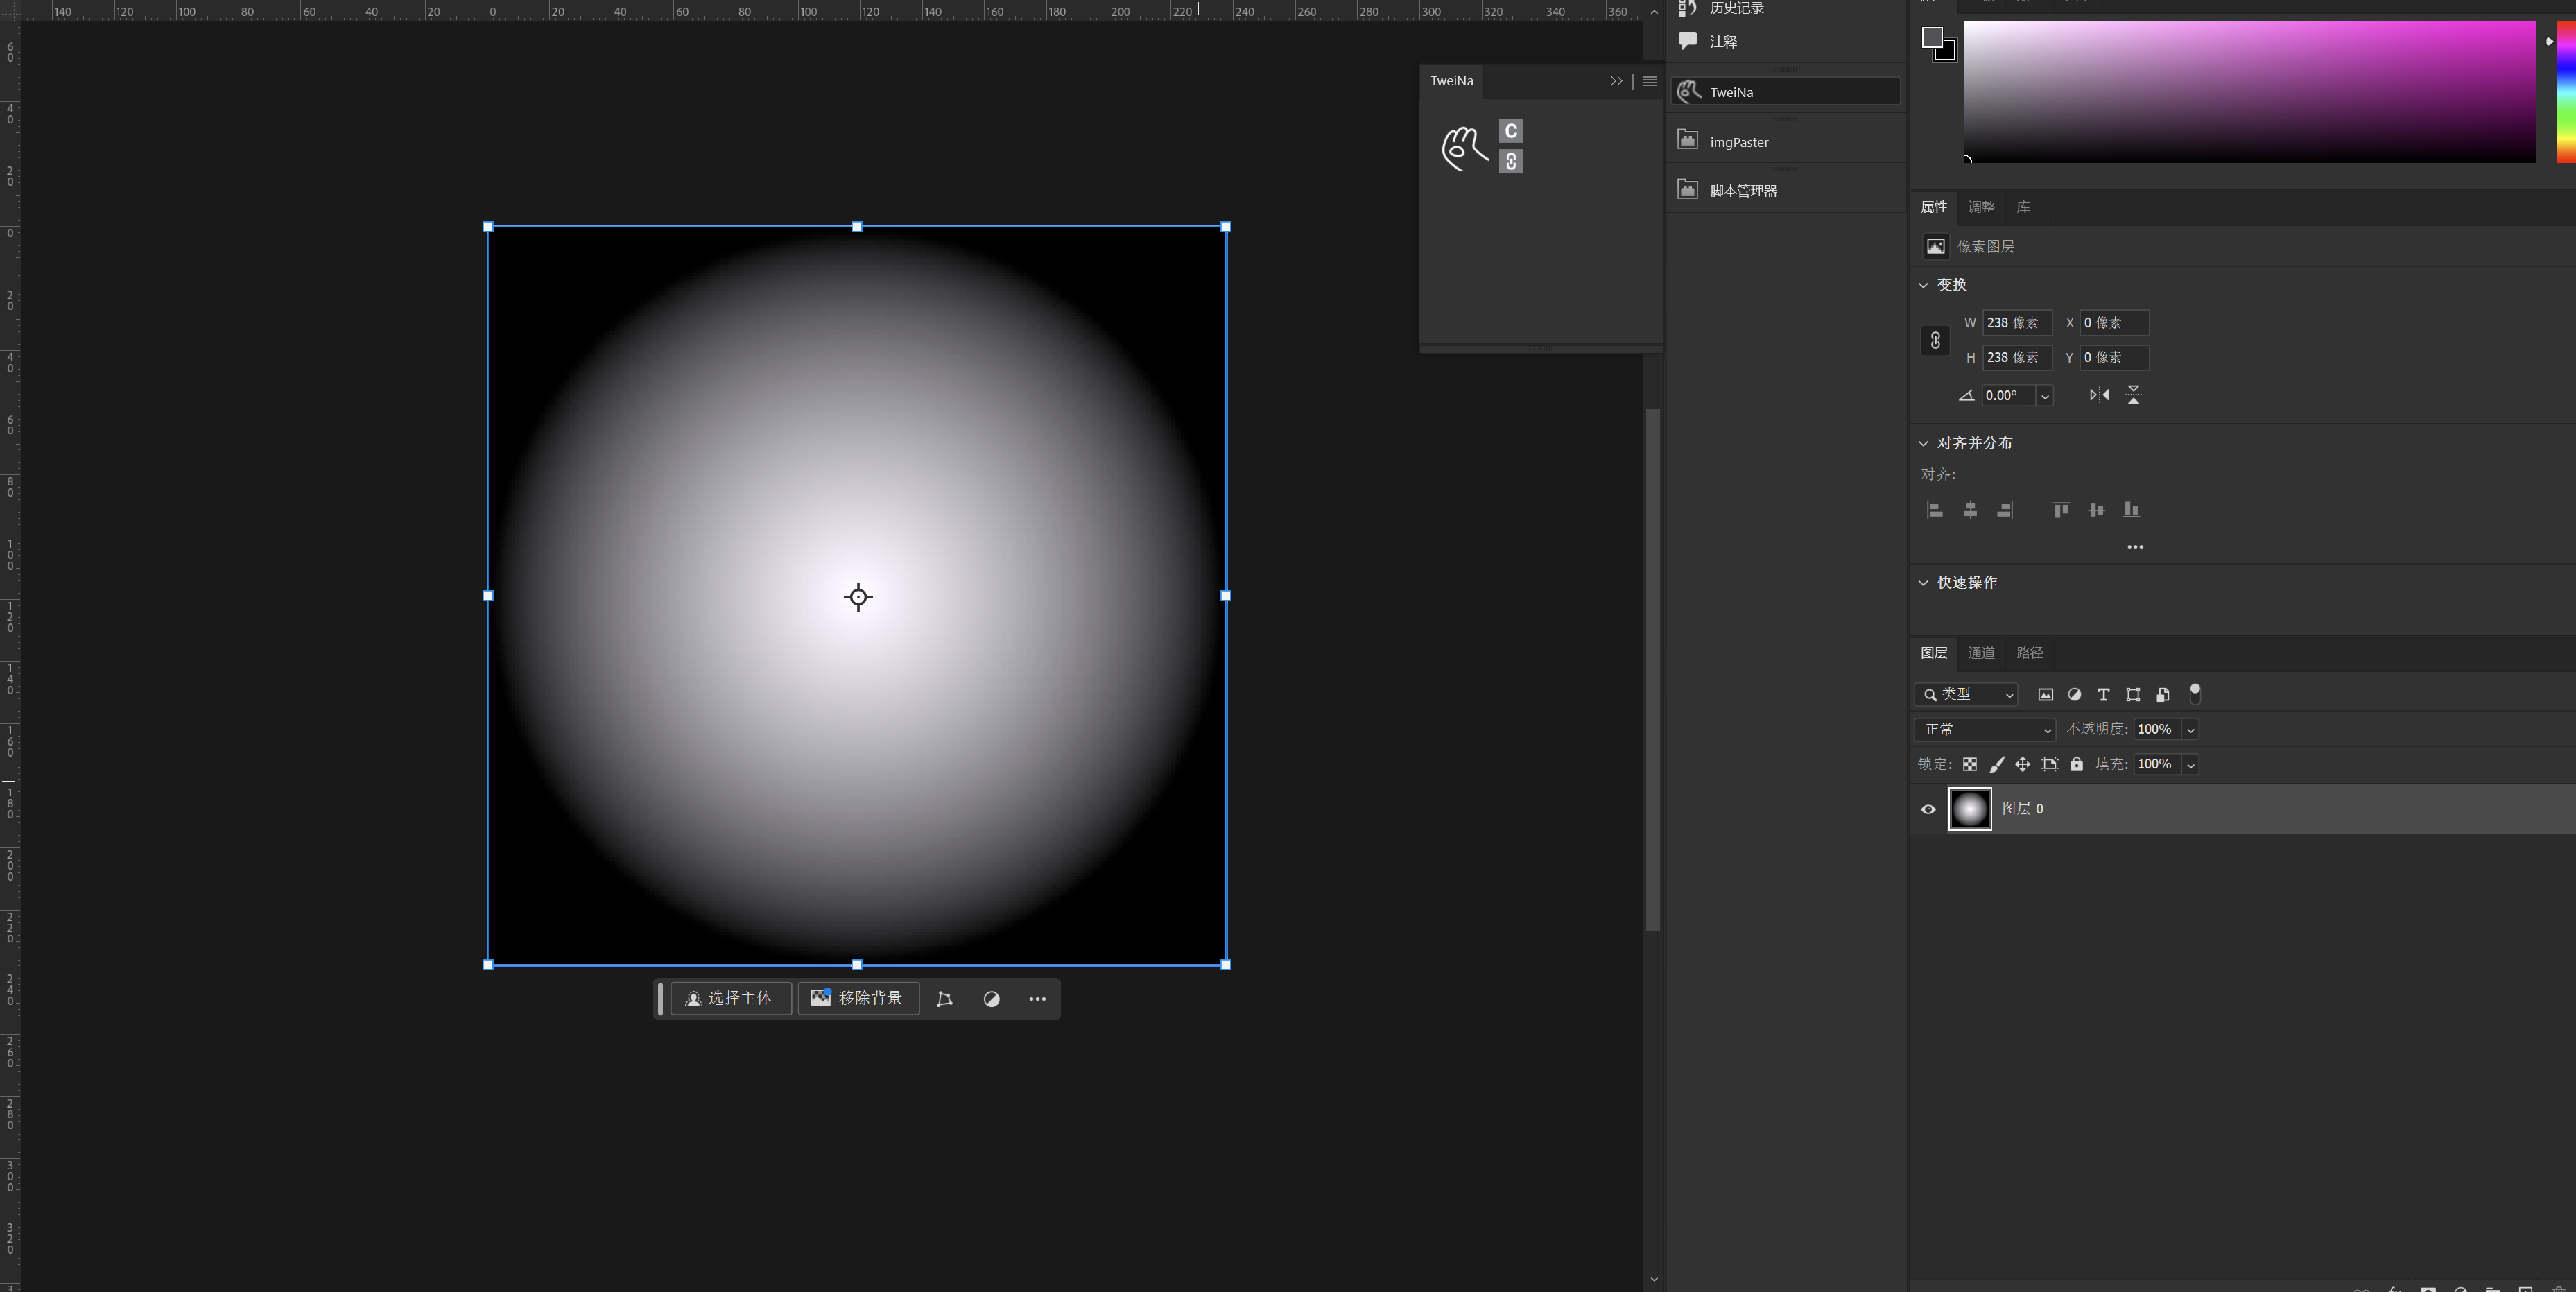 140 120 100 80 60 40 20 0 20 40 60 80 100 120 140 160 180 200 220 240 260 280 300 320 340 360
60
40
20
0
20
40
60
80
100
120
140
160
180
200
220
240
260
280
300
320
历史记录
注释
TweiNa
TweiNa
C
imgPaster
脚本管理器
属性 调整 库
像素图层
变换
W 238 像素 X 0 像素
H 238 像素 Y 0 像素
0.00°
对齐并分布
对齐:
快速操作
图层 通道 路径
类型
正常 不透明度: 100%
锁定: 填充: 100%
图层 0
选择主体 移除背景